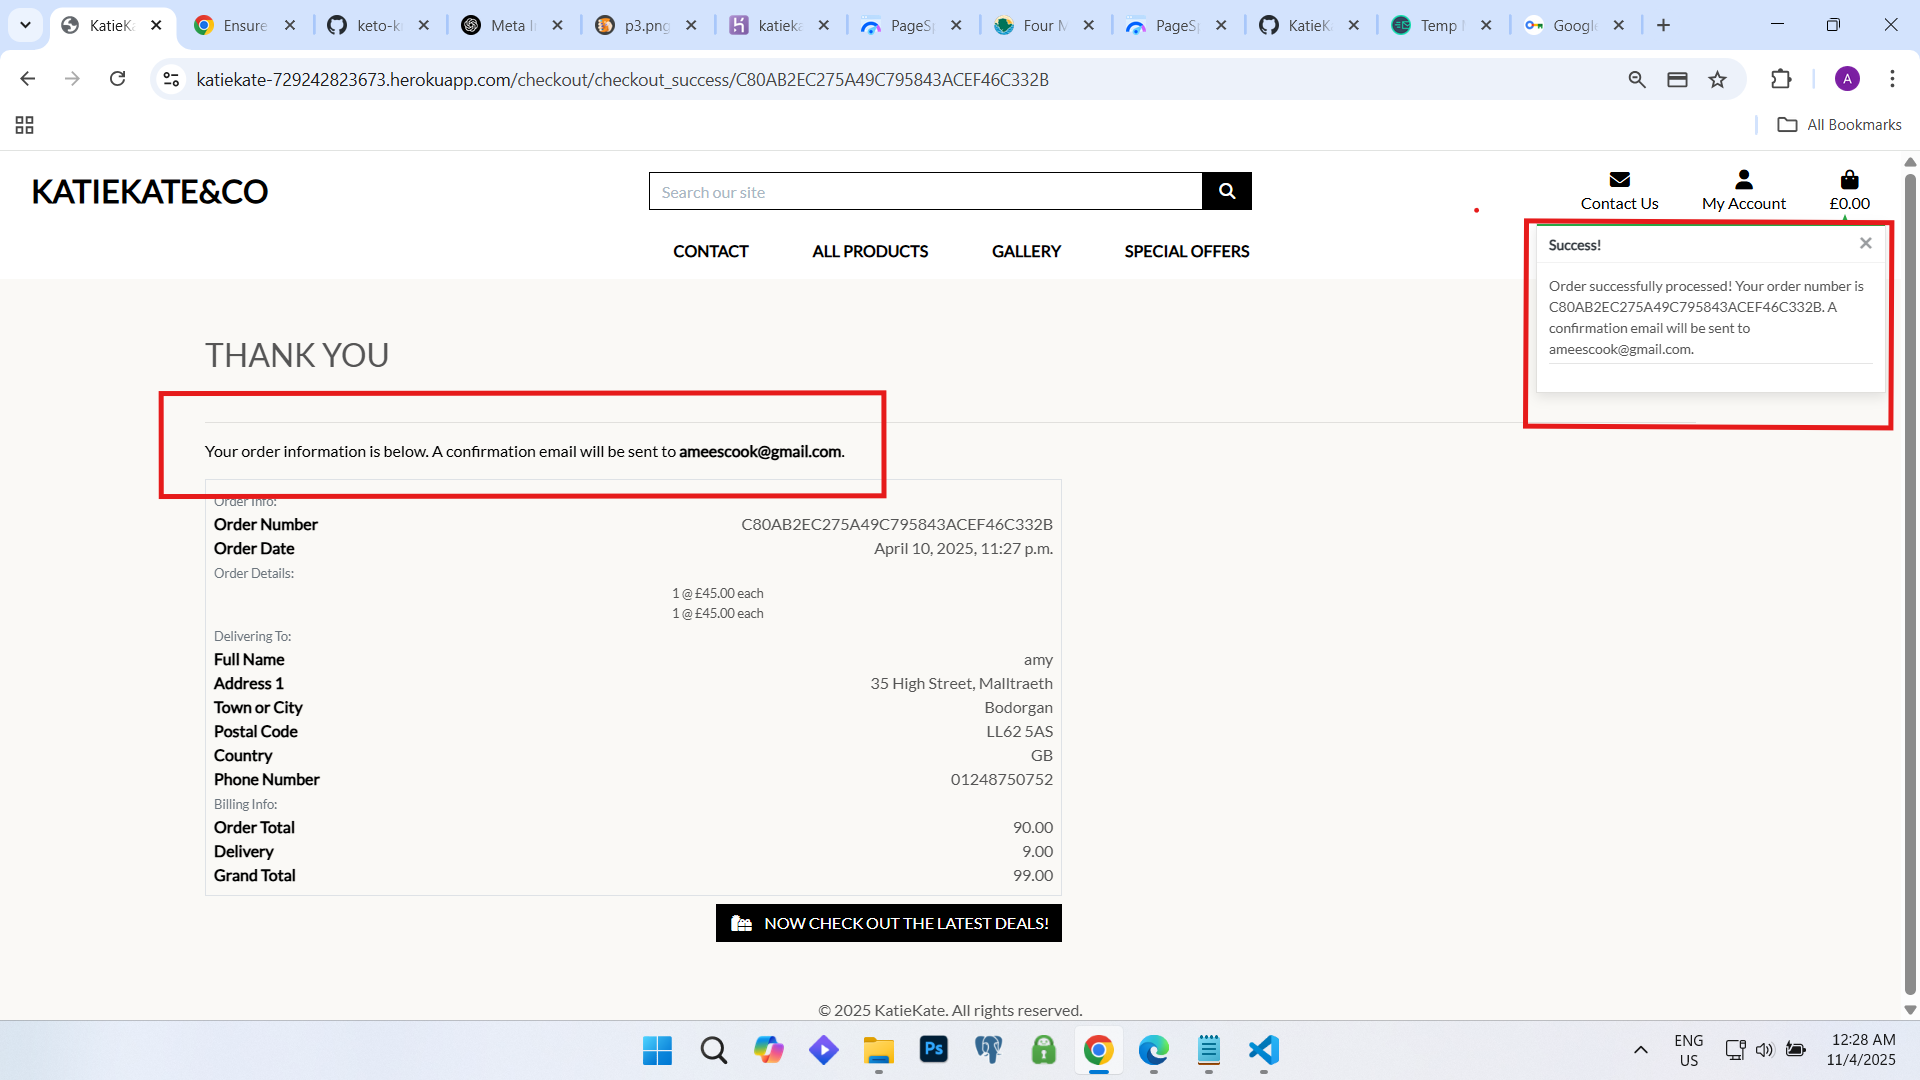 KatieKa
Ensure
keto-k
Meta I
p3.png
katieka
PageSp
Four M
PageSp
KatieK
Temp
Google
katiekate-729242823673.herokuapp.com/checkout/checkout_success/C80AB2EC275A49C795843ACEF46C332B
A
All Bookmarks
KATIEKATE&CO
Search our site
Contact Us
My Account
£0.00
CONTACT
ALL PRODUCTS
GALLERY
SPECIAL OFFERS
Success!
Order successfully processed! Your order number is
C80AB2EC275A49C795843ACEF46C332B. A
confirmation email will be sent to
ameescook@gmail.com.
THANK YOU
Your order information is below. A confirmation email will be sent to ameescook@gmail.com.
Order Info:
Order Number C80AB2EC275A49C795843ACEF46C332B
Order Date April 10, 2025, 11:27 p.m.
Order Details:
1 @ £45.00 each
1 @ £45.00 each
Delivering To:
Full Name amy
Address 1 35 High Street, Malltraeth
Town or City Bodorgan
Postal Code LL62 5AS
Country GB
Phone Number 01248750752
Billing Info:
Order Total 90.00
Delivery 9.00
Grand Total 99.00
NOW CHECK OUT THE LATEST DEALS!
© 2025 KatieKate. All rights reserved.
Ps
ENG
US
12:28 AM
11/4/2025